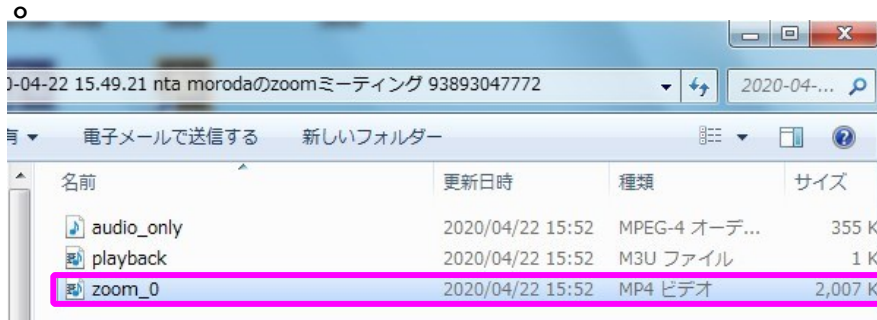 。
0-04-22 15.49.21 nta morodaのzoomミーティング 93893047772 2020-04-...
有 電子メールで送信する 新しいフォルダー
名前 更新日時 種類 サイズ
audio_only 2020/04/22 15:52 MPEG-4 オーデ... 355 K
playback 2020/04/22 15:52 M3U ファイル 1 K
zoom_0 2020/04/22 15:52 MP4 ビデオ 2,007 K